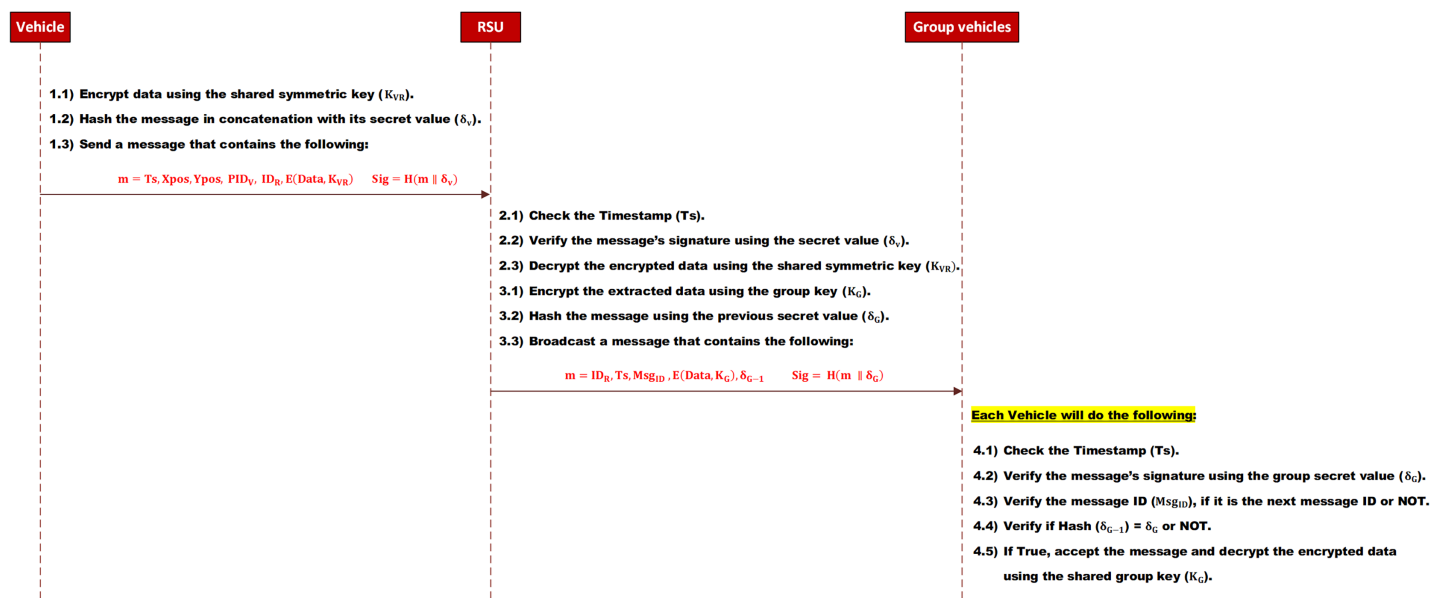 Vehicle
RSU
Group vehicles
1.1) Encrypt data using the shared symmetric key (K_VR).
1.2) Hash the message in concatenation with its secret value (δ_v).
1.3) Send a message that contains the following:
m = Ts, Xpos, Ypos, PID_V, ID_R, E(Data, K_VR) Sig = H(m ∥ δ_v)
2.1) Check the Timestamp (Ts).
2.2) Verify the message’s signature using the secret value (δ_v).
2.3) Decrypt the encrypted data using the shared symmetric key (K_VR).
3.1) Encrypt the extracted data using the group key (K_G).
3.2) Hash the message using the previous secret value (δ_G).
3.3) Broadcast a message that contains the following:
m = ID_R, Ts, Msg_ID, E(Data, K_G), δ_G−1 Sig = H(m ∥ δ_G)
Each Vehicle will do the following:
4.1) Check the Timestamp (Ts).
4.2) Verify the message’s signature using the group secret value (δ_G).
4.3) Verify the message ID (Msg_ID), if it is the next message ID or NOT.
4.4) Verify if Hash (δ_G−1) = δ_G or NOT.
4.5) If True, accept the message and decrypt the encrypted data
using the shared group key (K_G).